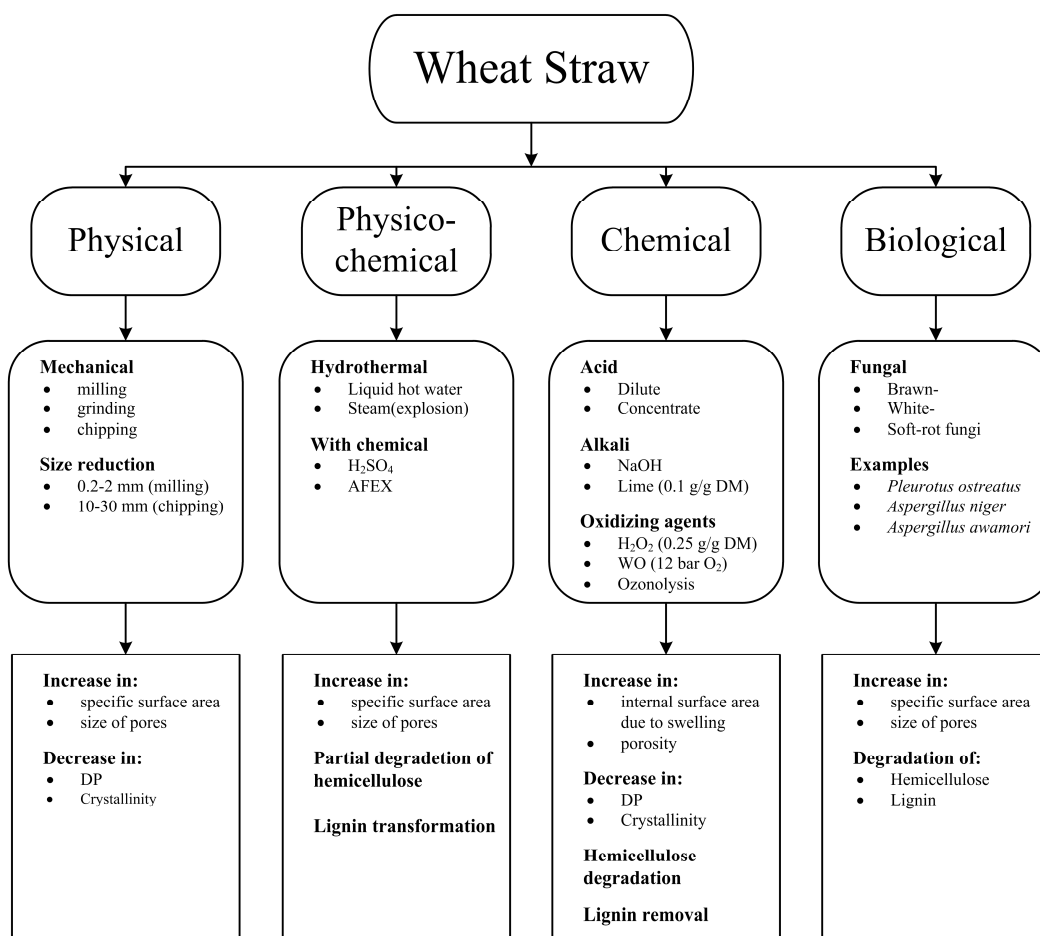 Wheat Straw
Physical
Physico-
chemical
Chemical
Biological
Mechanical
• milling
• grinding
• chipping
Size reduction
• 0.2-2 mm (milling)
• 10-30 mm (chipping)
Hydrothermal
• Liquid hot water
• Steam(explosion)
With chemical
• H₂SO₄
• AFEX
Acid
• Dilute
• Concentrate
Alkali
• NaOH
• Lime (0.1 g/g DM)
Oxidizing agents
• H₂O₂ (0.25 g/g DM)
• WO (12 bar O₂)
• Ozonolysis
Fungal
• Brawn-
• White-
• Soft-rot fungi
Examples
• Pleurotus ostreatus
• Aspergillus niger
• Aspergillus awamori
Increase in:
• specific surface area
• size of pores
Decrease in:
• DP
• Crystallinity
Increase in:
• specific surface area
• size of pores
Partial degradetion of
hemicellulose
Lignin transformation
Increase in:
• internal surface area
due to swelling
• porosity
Decrease in:
• DP
• Crystallinity
Hemicellulose
degradation
Lignin removal
Increase in:
• specific surface area
• size of pores
Degradation of:
• Hemicellulose
• Lignin